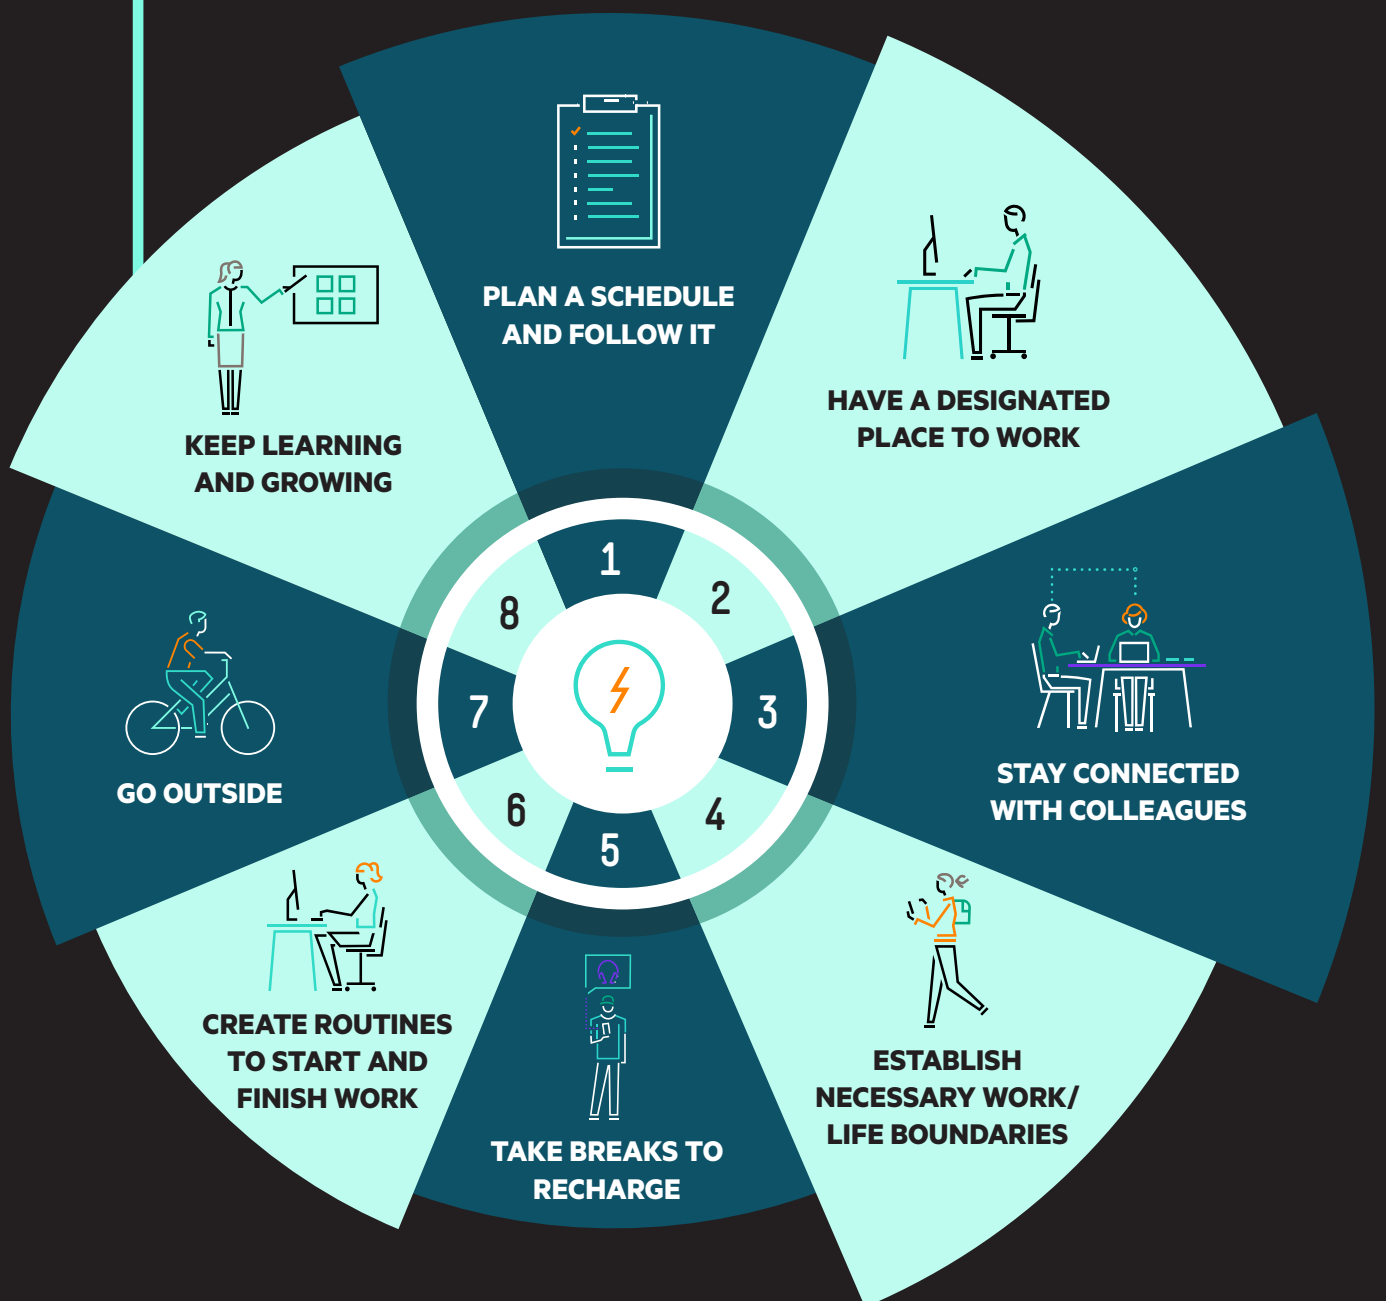 1
PLAN A SCHEDULE
AND FOLLOW IT
2
HAVE A DESIGNATED
PLACE TO WORK
3
STAY CONNECTED
WITH COLLEAGUES
4
ESTABLISH
NECESSARY WORK/
LIFE BOUNDARIES
5
TAKE BREAKS TO
RECHARGE
6
CREATE ROUTINES
TO START AND
FINISH WORK
7
GO OUTSIDE
8
KEEP LEARNING
AND GROWING